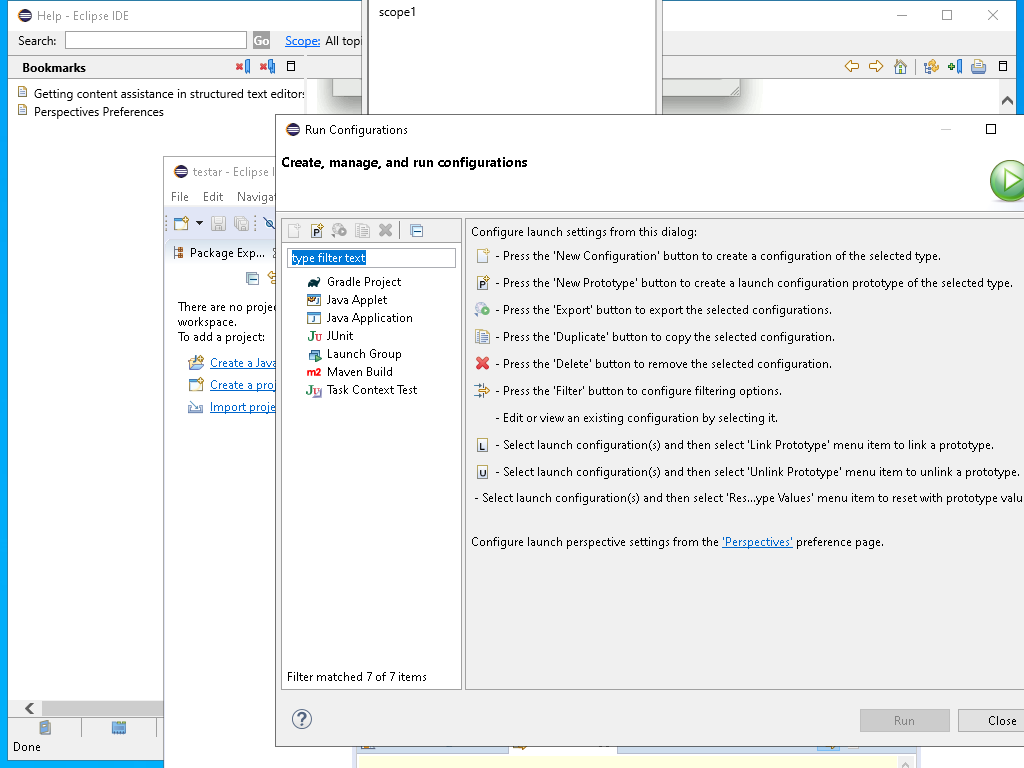 Help - Eclipse IDE
scope1
Search:
Go
Scope:
All topi
Bookmarks
Getting content assistance in structured text editors
Perspectives Preferences
Run Configurations
Create, manage, and run configurations
testar - Eclipse I
File Edit Navigat
Package Exp...
There are no proje
workspace.
To add a project:
Create a Java
Create a proj
Import proje
type filter text
Gradle Project
Java Applet
Java Application
JUnit
Launch Group
Maven Build
Task Context Test
Filter matched 7 of 7 items
Configure launch settings from this dialog:
- Press the 'New Configuration' button to create a configuration of the selected type.
- Press the 'New Prototype' button to create a launch configuration prototype of the selected type.
- Press the 'Export' button to export the selected configurations.
- Press the 'Duplicate' button to copy the selected configuration.
- Press the 'Delete' button to remove the selected configuration.
- Press the 'Filter' button to configure filtering options.
- Edit or view an existing configuration by selecting it.
- Select launch configuration(s) and then select 'Link Prototype' menu item to link a prototype.
- Select launch configuration(s) and then select 'Unlink Prototype' menu item to unlink a prototype.
- Select launch configuration(s) and then select 'Res...ype Values' menu item to reset with prototype valu
Configure launch perspective settings from the 'Perspectives' preference page.
Run
Close
Done